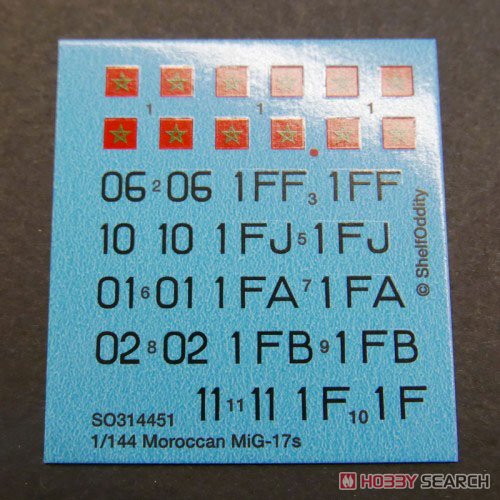 1 1 1
06 2 06 1FF 3 1FF
10 10 1FJ 5 1FJ
01 6 01 1FA 7 1FA
02 8 02 1FB 9 1FB
11 11 11 1F 10 1F
SO314451
1/144 Moroccan MiG-17s
© ShelfOddity
HOBBY SEARCH